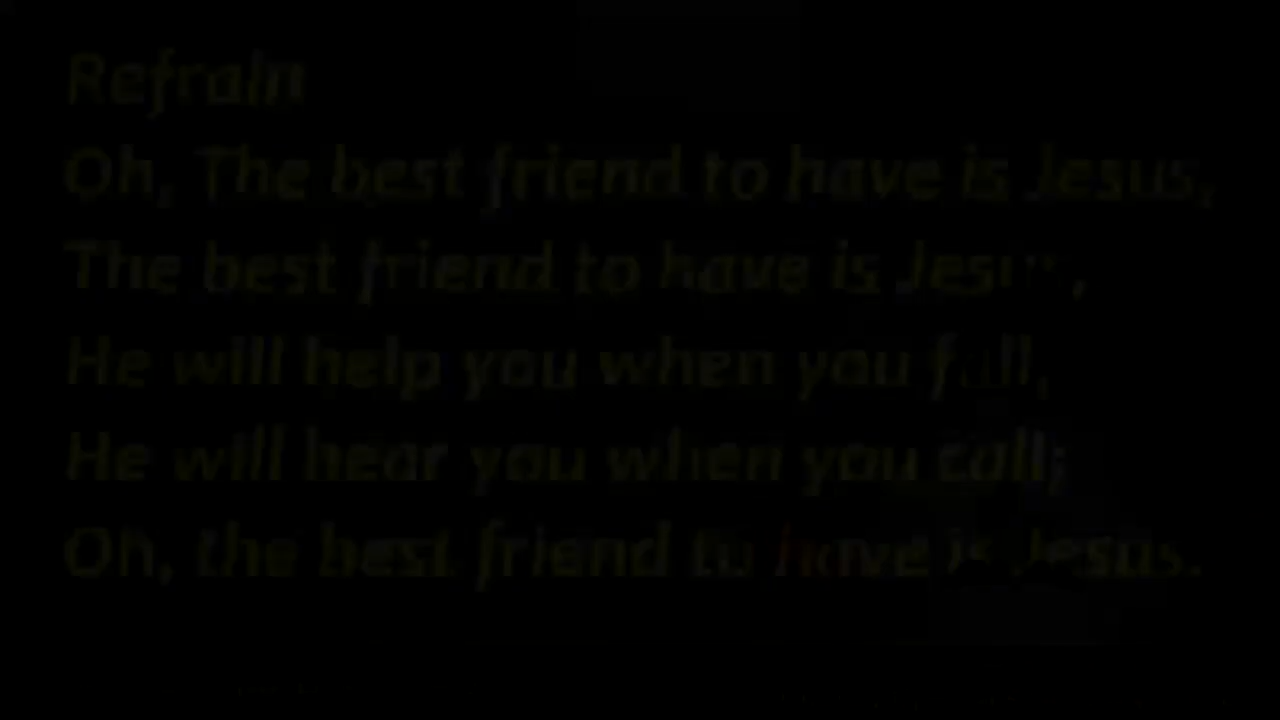 Refrain
Oh, The best friend to have is Jesus,
The best friend to have is Jesus,
He will help you when you fall,
He will hear you when you call;
Oh, the best friend to have is Jesus.